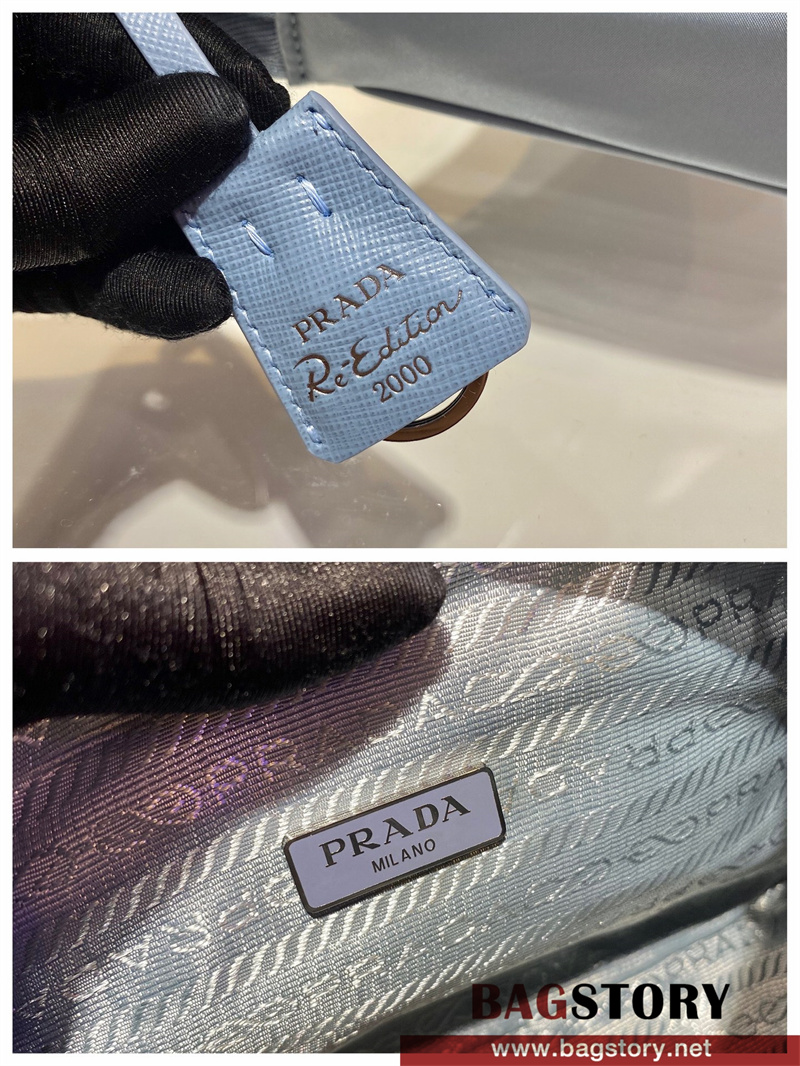 PRADA
Re-Edition
2000
PRADA
MILANO
BAGSTORY
www.bagstory.net